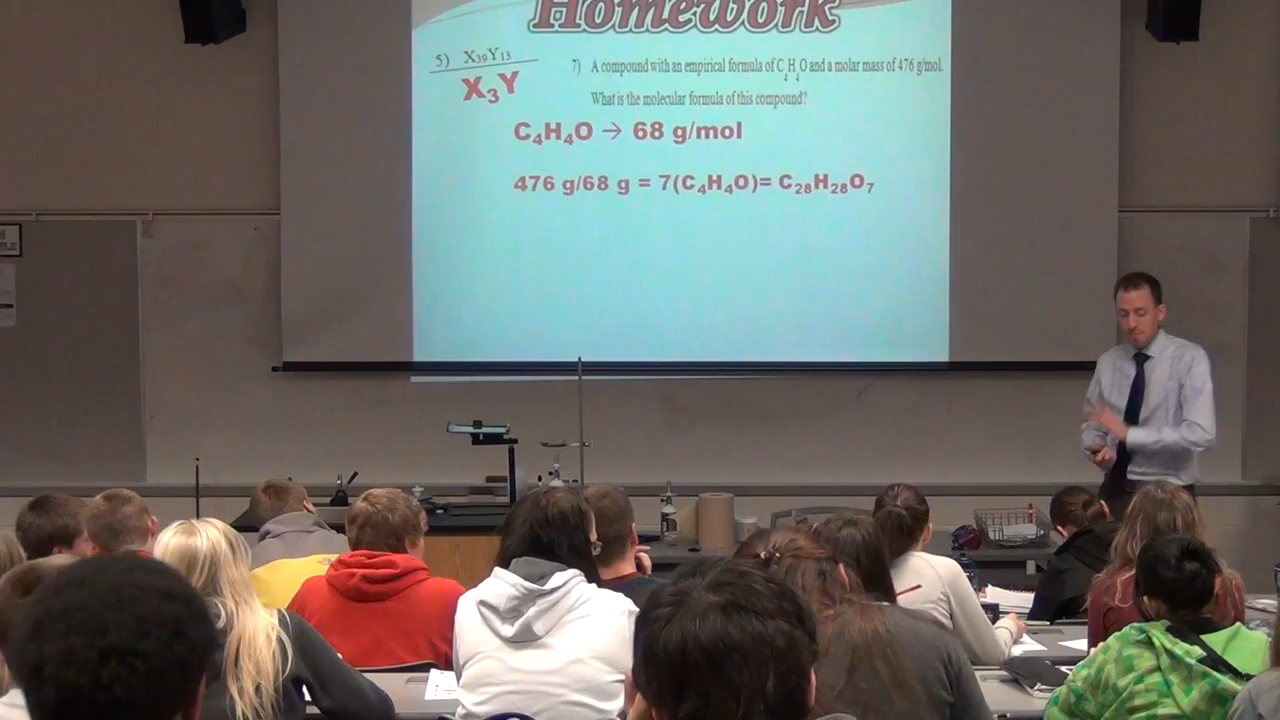 Homework
5) X₃₉Y₁₃
X₃Y
7) A compound with an empirical formula of C₄H₄O and a molar mass of 476 g/mol.
What is the molecular formula of this compound?
C₄H₄O → 68 g/mol
476 g/68 g = 7(C₄H₄O)= C₂₈H₂₈O₇